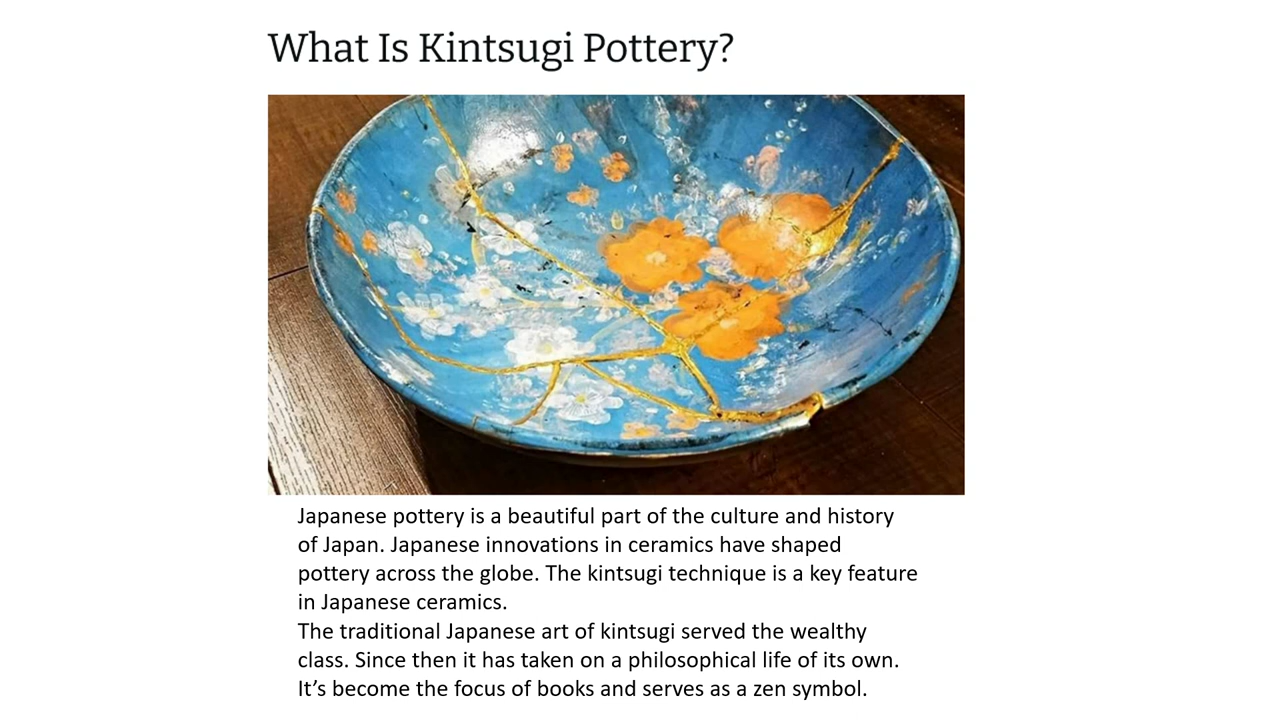 What Is Kintsugi Pottery?
Japanese pottery is a beautiful part of the culture and history
of Japan. Japanese innovations in ceramics have shaped
pottery across the globe. The kintsugi technique is a key feature
in Japanese ceramics.
The traditional Japanese art of kintsugi served the wealthy
class. Since then it has taken on a philosophical life of its own.
It’s become the focus of books and serves as a zen symbol.